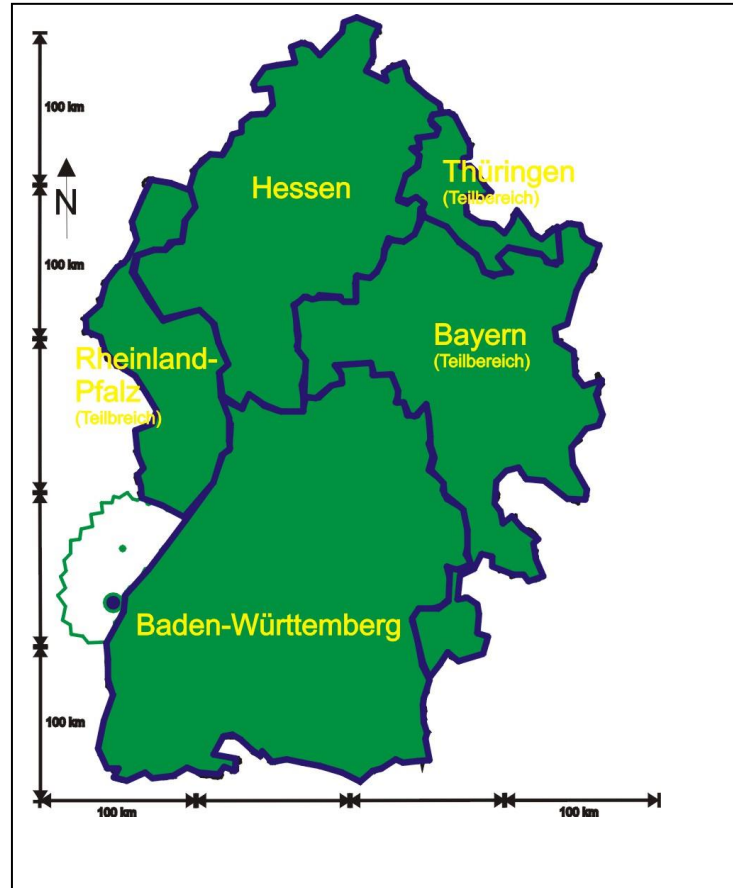 100 km
N
Hessen
Thüringen
(Teilbereich)
100 km
Bayern
(Teilbereich)
Rheinland-
Pfalz
(Teilbreich)
Baden-Württemberg
100 km
100 km
100 km